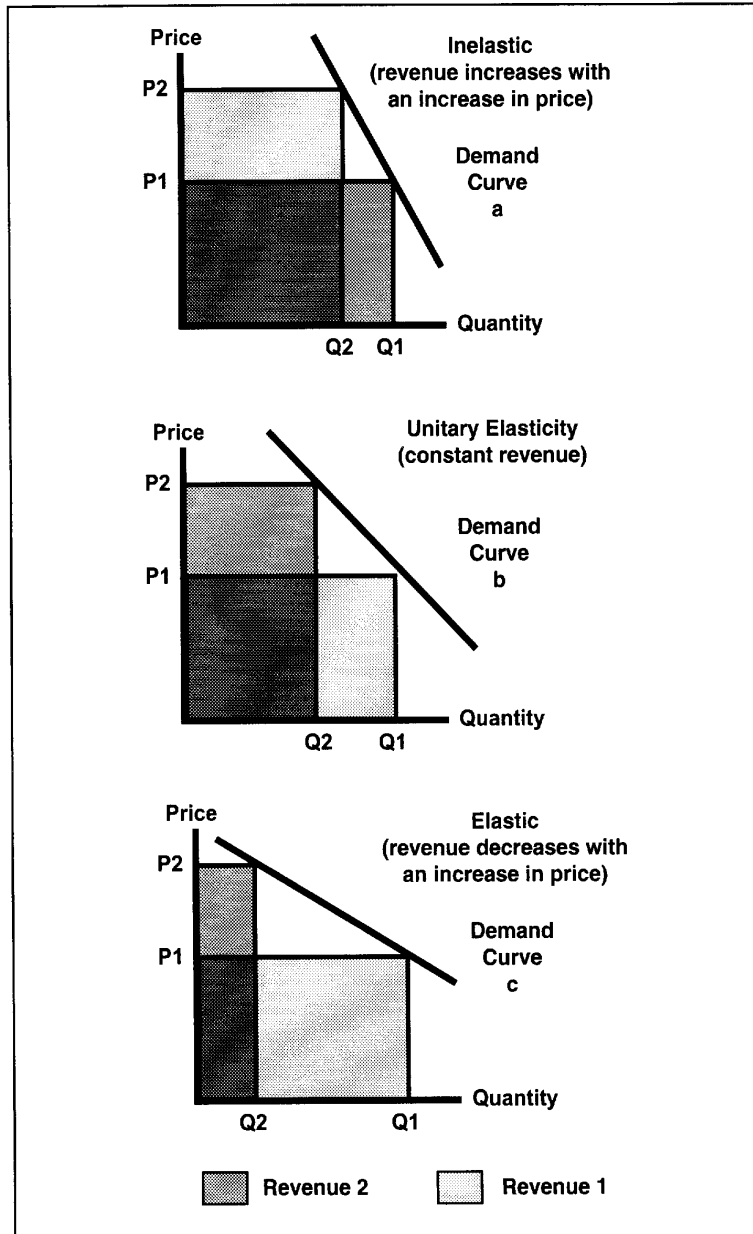 Price
Inelastic
(revenue increases with
an increase in price)
P2
Demand
Curve
a
P1
Quantity
Q2 Q1
Price
Unitary Elasticity
(constant revenue)
P2
Demand
Curve
b
P1
Quantity
Q2 Q1
Price
Elastic
(revenue decreases with
an increase in price)
P2
Demand
Curve
c
P1
Quantity
Q2 Q1
Revenue 2 Revenue 1